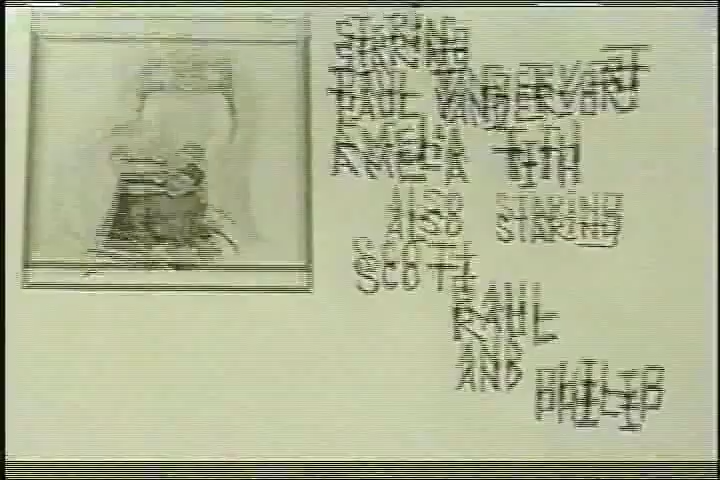 STARING
PAUL VANDERVORT
AMELIA TITH
ALSO STARING
SCOTT
PAUL
AND
PHILIP